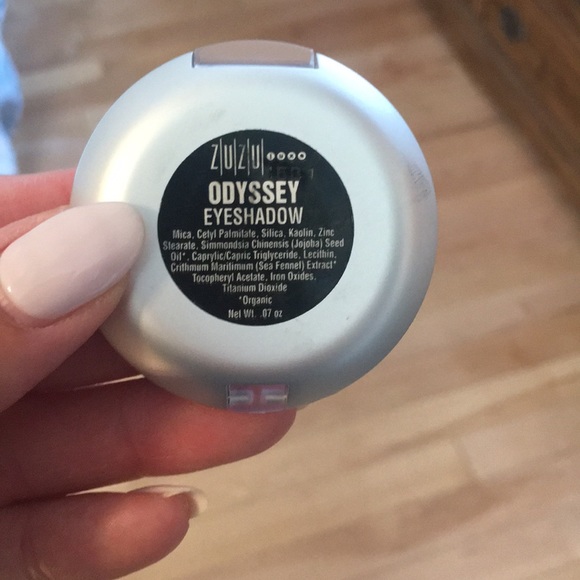 Z|U|Z|U
ODYSSEY
EYESHADOW
Mica, Cetyl Palmitate, Silica, Kaolin, Zinc
Stearate, Simmondsia Chinensis (Jojoba) Seed
Oil*, Caprylic/Capric Triglyceride, Lecithin,
Crithmum Maritimum (Sea Fennel) Extract*
Tocopheryl Acetate, Iron Oxides,
Titanium Dioxide
*Organic
Net Wt. .07 oz